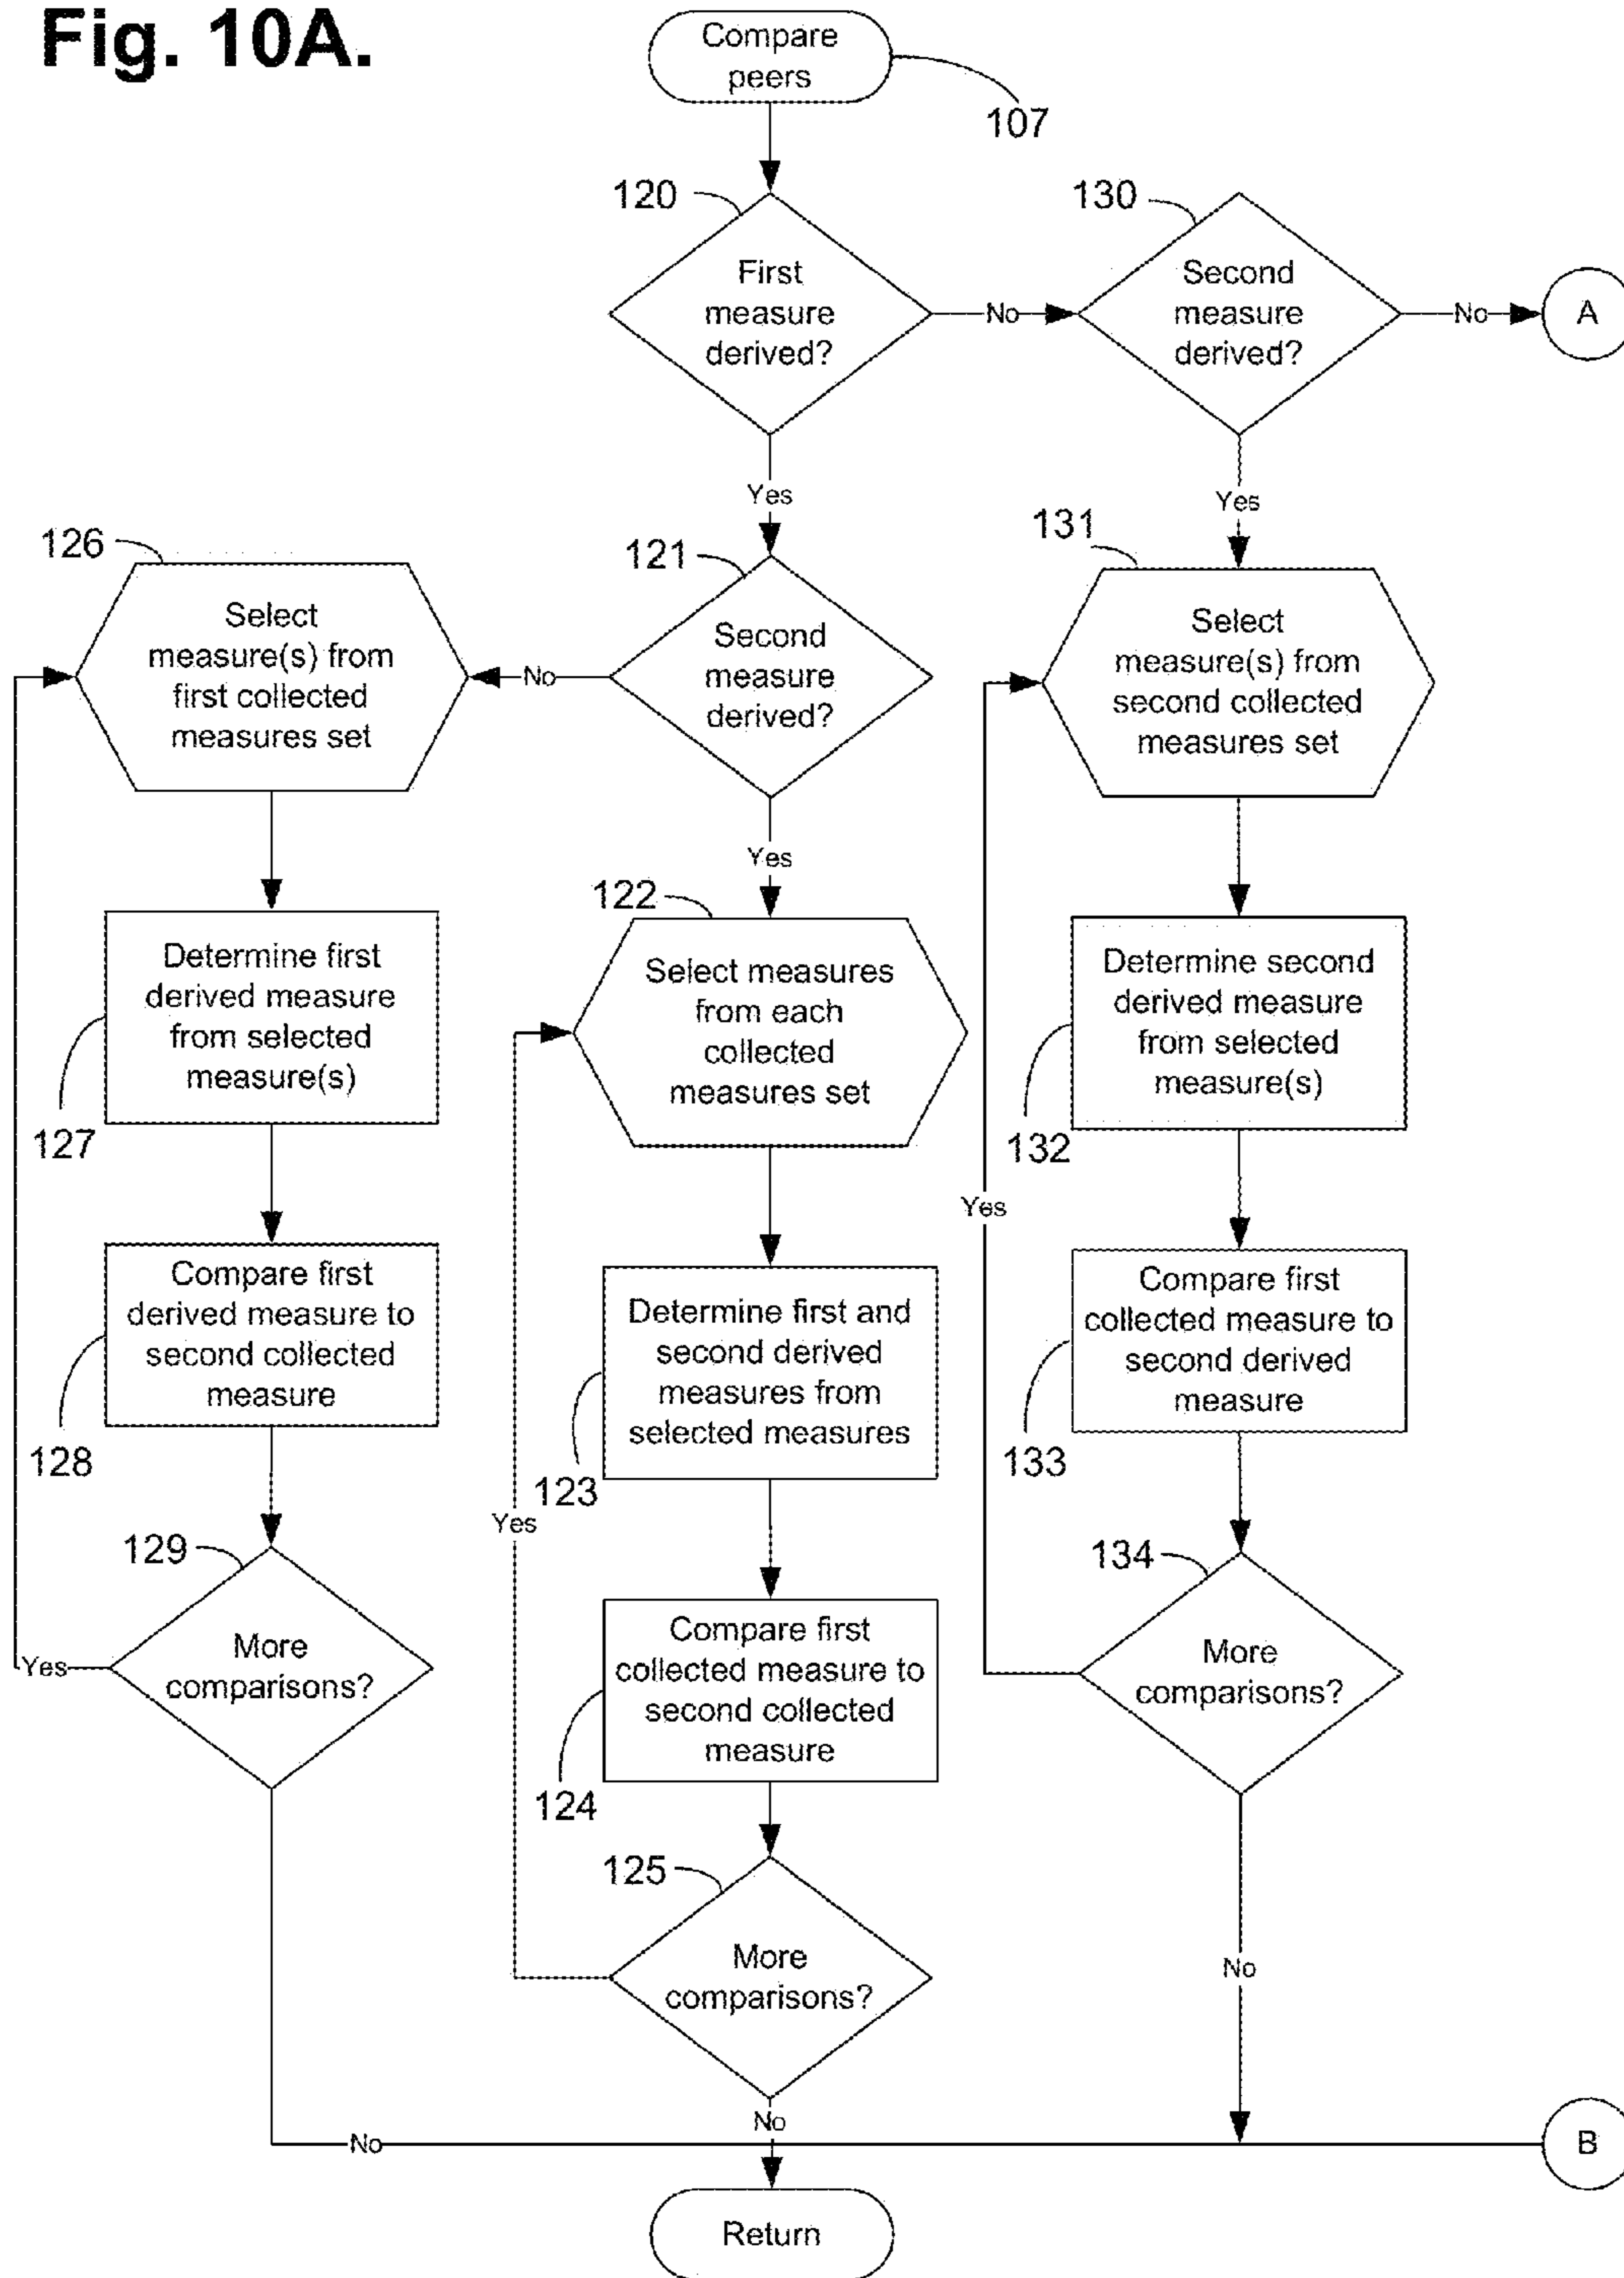 Fig. 10A.
Compare
peers
107
120
First
measure
derived?
No
130
Second
measure
derived?
No
A
Yes
Yes
126
Select
measure(s) from
first collected
measures set
No
121
Second
measure
derived?
131
Select
measure(s) from
second collected
measures set
Yes
127
Determine first
derived measure
from selected
measure(s)
122
Select measures
from each
collected
measures set
132
Determine second
derived measure
from selected
measure(s)
128
Compare first
derived measure to
second collected
measure
123
Determine first and
second derived
measures from
selected measures
Yes
133
Compare first
collected measure to
second derived
measure
129
More
comparisons?
Yes
Yes
124
Compare first
collected measure to
second collected
measure
134
More
comparisons?
125
More
comparisons?
No
No
No
B
Return